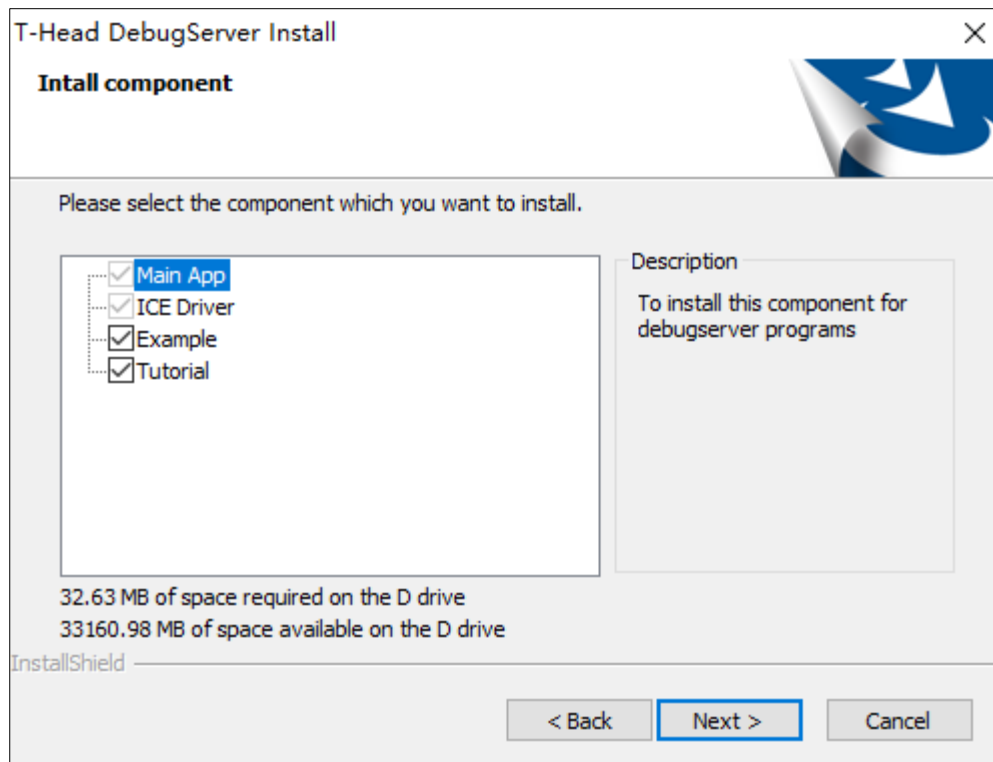 T-Head DebugServer Install
Intall component
Please select the component which you want to install.
Main App
ICE Driver
Example
Tutorial
Description
To install this component for
debugserver programs
32.63 MB of space required on the D drive
33160.98 MB of space available on the D drive
InstallShield
< Back
Next >
Cancel